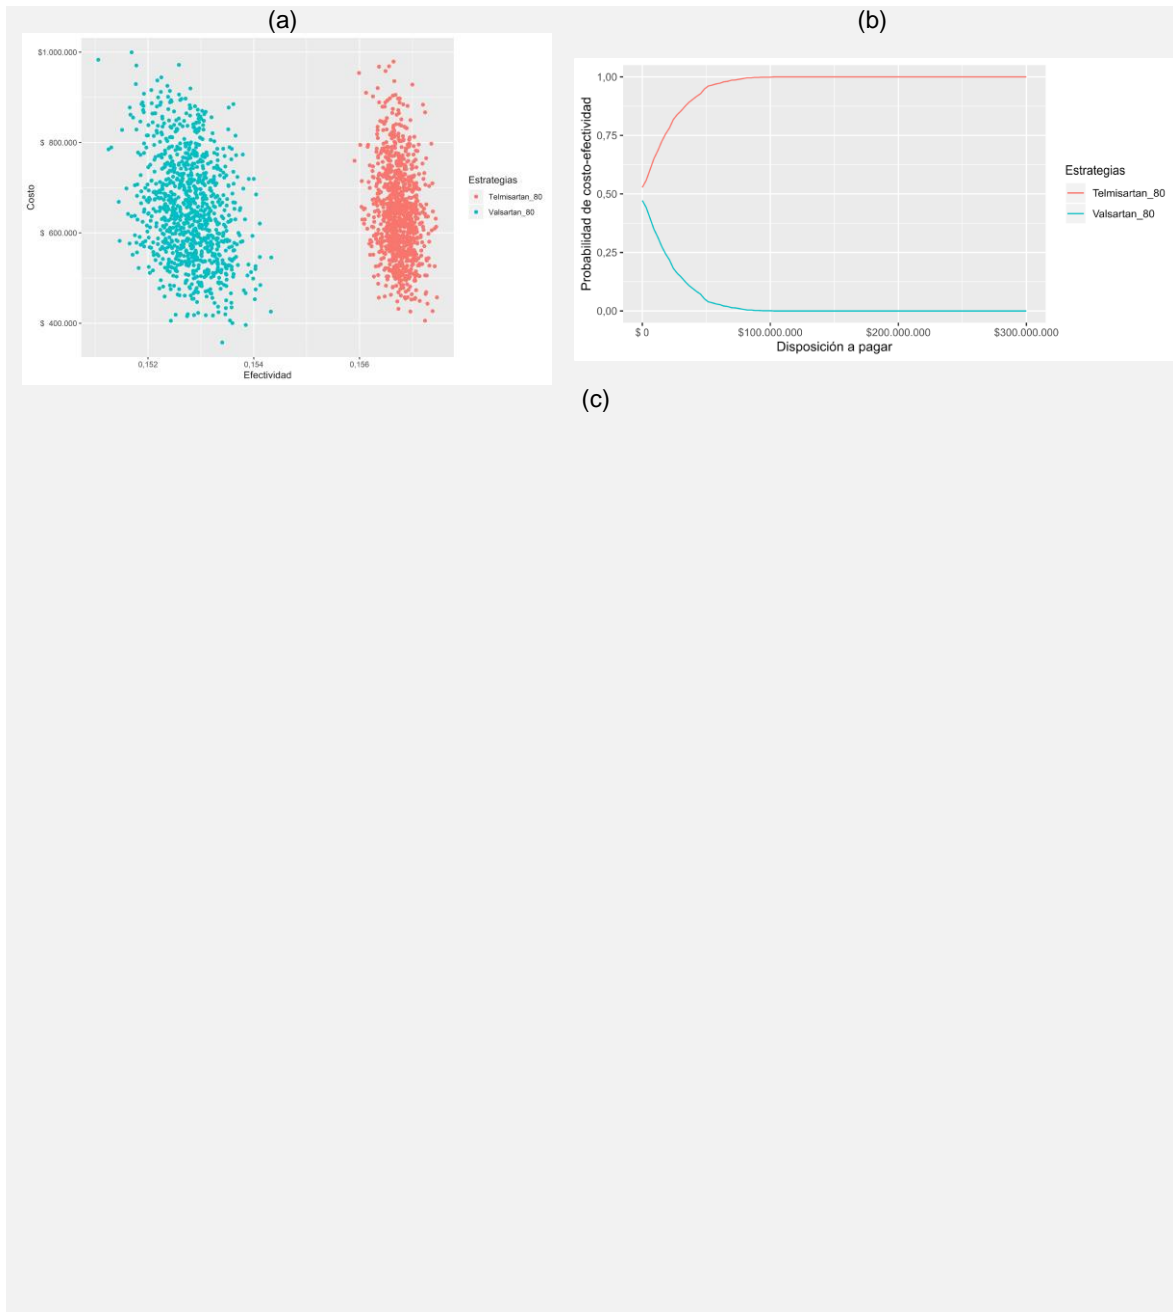 (a)
$1.000.000
$ 800.000
$ 600.000
$ 400.000
Costo
0,152
0,154
0,156
Efectividad
Estrategias
Telmisartan_80
Valsartan_80
(b)
1,00
0,75
0,50
0,25
0,00
Probabilidad de costo-efectividad
$ 0
$100.000.000
$200.000.000
$300.000.000
Disposición a pagar
Estrategias
Telmisartan_80
Valsartan_80
(c)